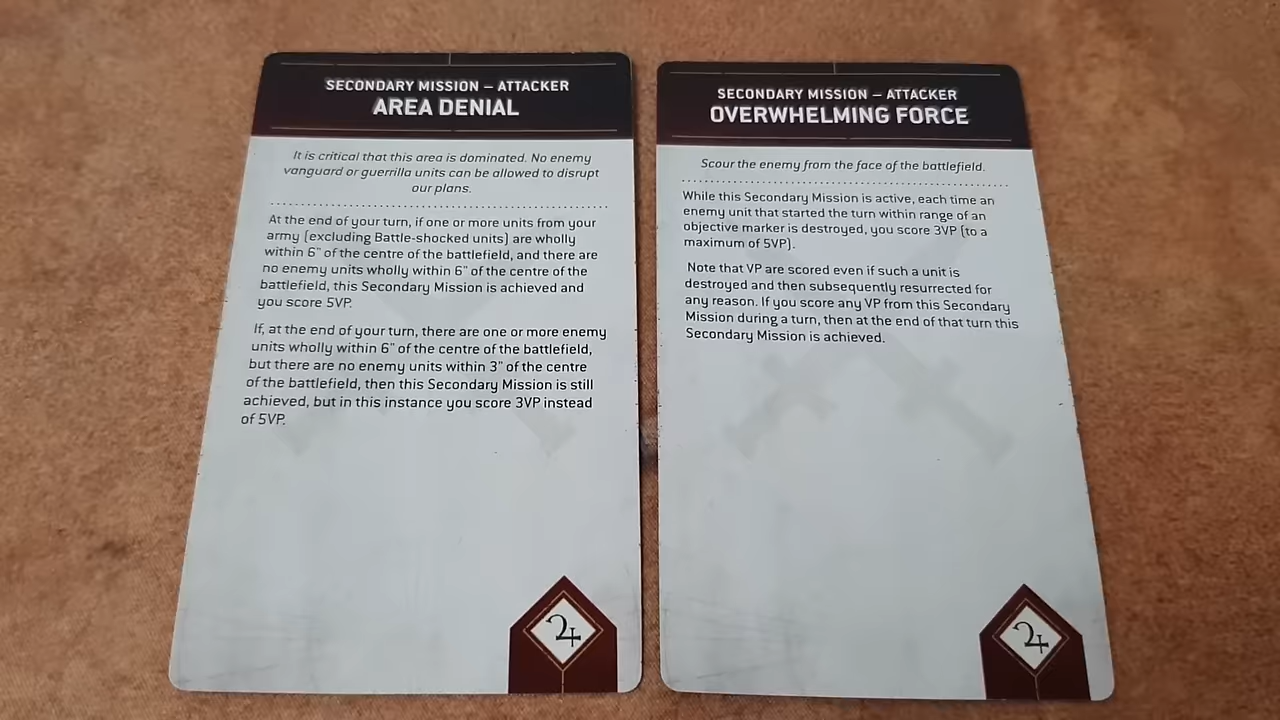 SECONDARY MISSION – ATTACKER
AREA DENIAL
It is critical that this area is dominated. No enemy
vanguard or guerrilla units can be allowed to disrupt
our plans.
At the end of your turn, if one or more units from your
army (excluding Battle-shocked units) are wholly
within 6" of the centre of the battlefield, and there are
no enemy units wholly within 6" of the centre of the
battlefield, this Secondary Mission is achieved and
you score 5VP.
If, at the end of your turn, there are one or more enemy
units wholly within 6" of the centre of the battlefield,
but there are no enemy units within 3" of the centre
of the battlefield, then this Secondary Mission is still
achieved, but in this instance you score 3VP instead
of 5VP.
SECONDARY MISSION – ATTACKER
OVERWHELMING FORCE
Scour the enemy from the face of the battlefield.
While this Secondary Mission is active, each time an
enemy unit that started the turn within range of an
objective marker is destroyed, you score 3VP (to a
maximum of 5VP).
Note that VP are scored even if such a unit is
destroyed and then subsequently resurrected for
any reason. If you score any VP from this Secondary
Mission during a turn, then at the end of that turn this
Secondary Mission is achieved.